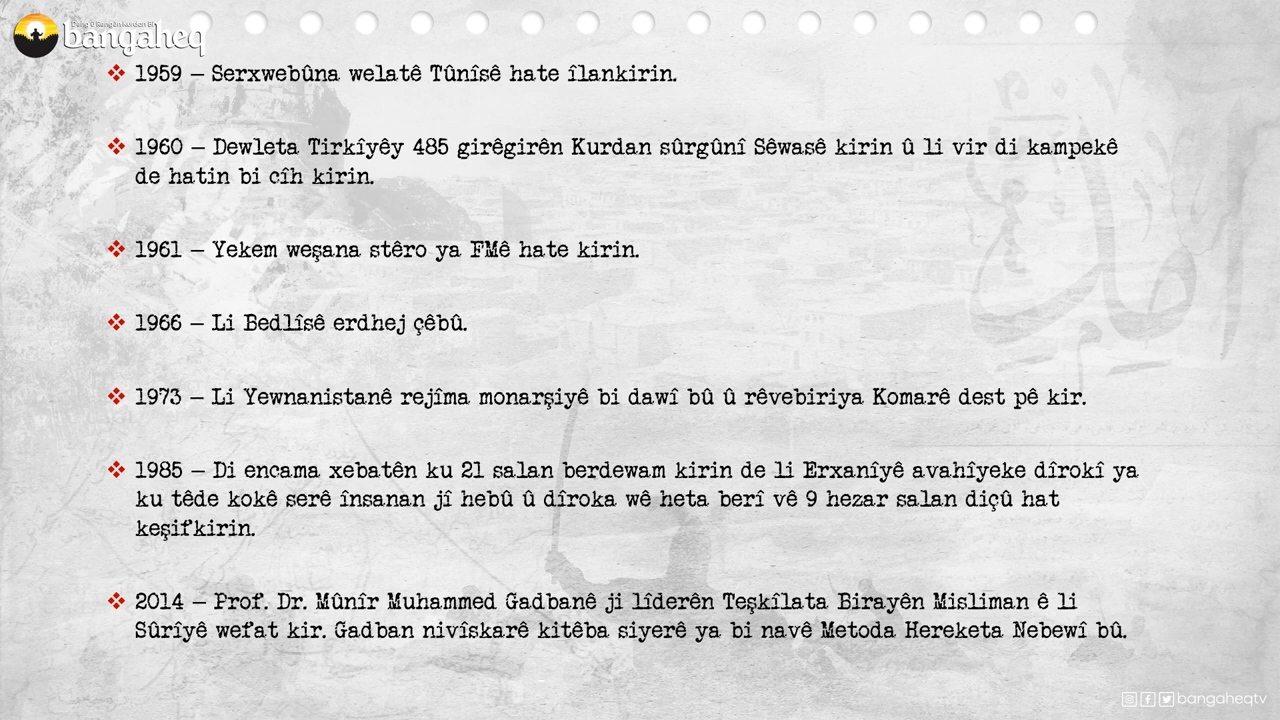 Deng û Rengên Kurdan Bi
bangaheq
❖ 1959 – Serxwebûna welatê Tûnîsê hate îlankirin.
❖ 1960 – Dewleta Tirkîyêy 485 girêgirên Kurdan sûrgûnî Sêwasê kirin û li vir di kampekê
de hatin bi cîh kirin.
❖ 1961 – Yekem weşana stêro ya FMê hate kirin.
❖ 1966 – Li Bedlîsê erdhej çêbû.
❖ 1973 – Li Yewnanistanê rejîma monarşiyê bi dawî bû û rêvebiriya Komarê dest pê kir.
❖ 1985 – Di encama xebatên ku 21 salan berdewam kirin de li Erxanîyê avahîyeke dîrokî ya
ku têde kokê serê însanan jî hebû û dîroka wê heta berî vê 9 hezar salan diçû hat
keşifkirin.
❖ 2014 – Prof. Dr. Mûnîr Muhammed Gadbanê ji lîderên Teşkîlata Birayên Misliman ê li
Sûrîyê wefat kir. Gadban nivîskarê kitêba siyerê ya bi navê Metoda Hereketa Nebewî bû.
bangaheqtv